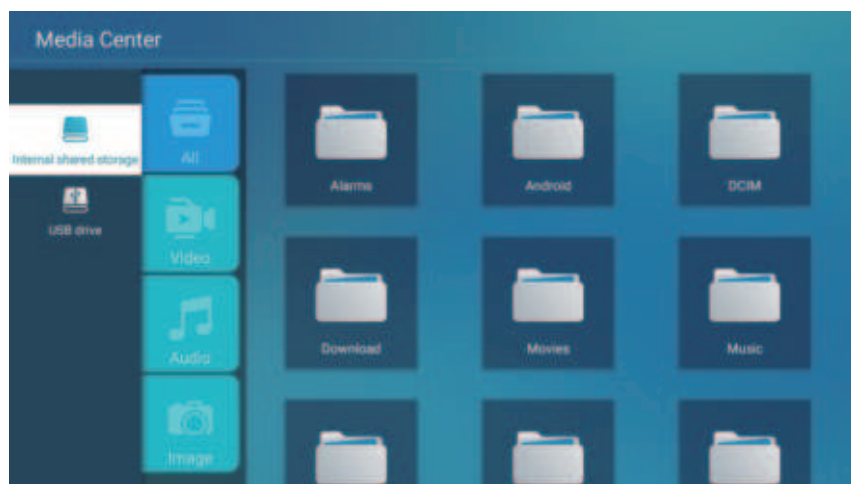 Media Center
Internal shared storage
USB drive
All
Video
Audio
Image
Alarms
Android
DCIM
Download
Movies
Music